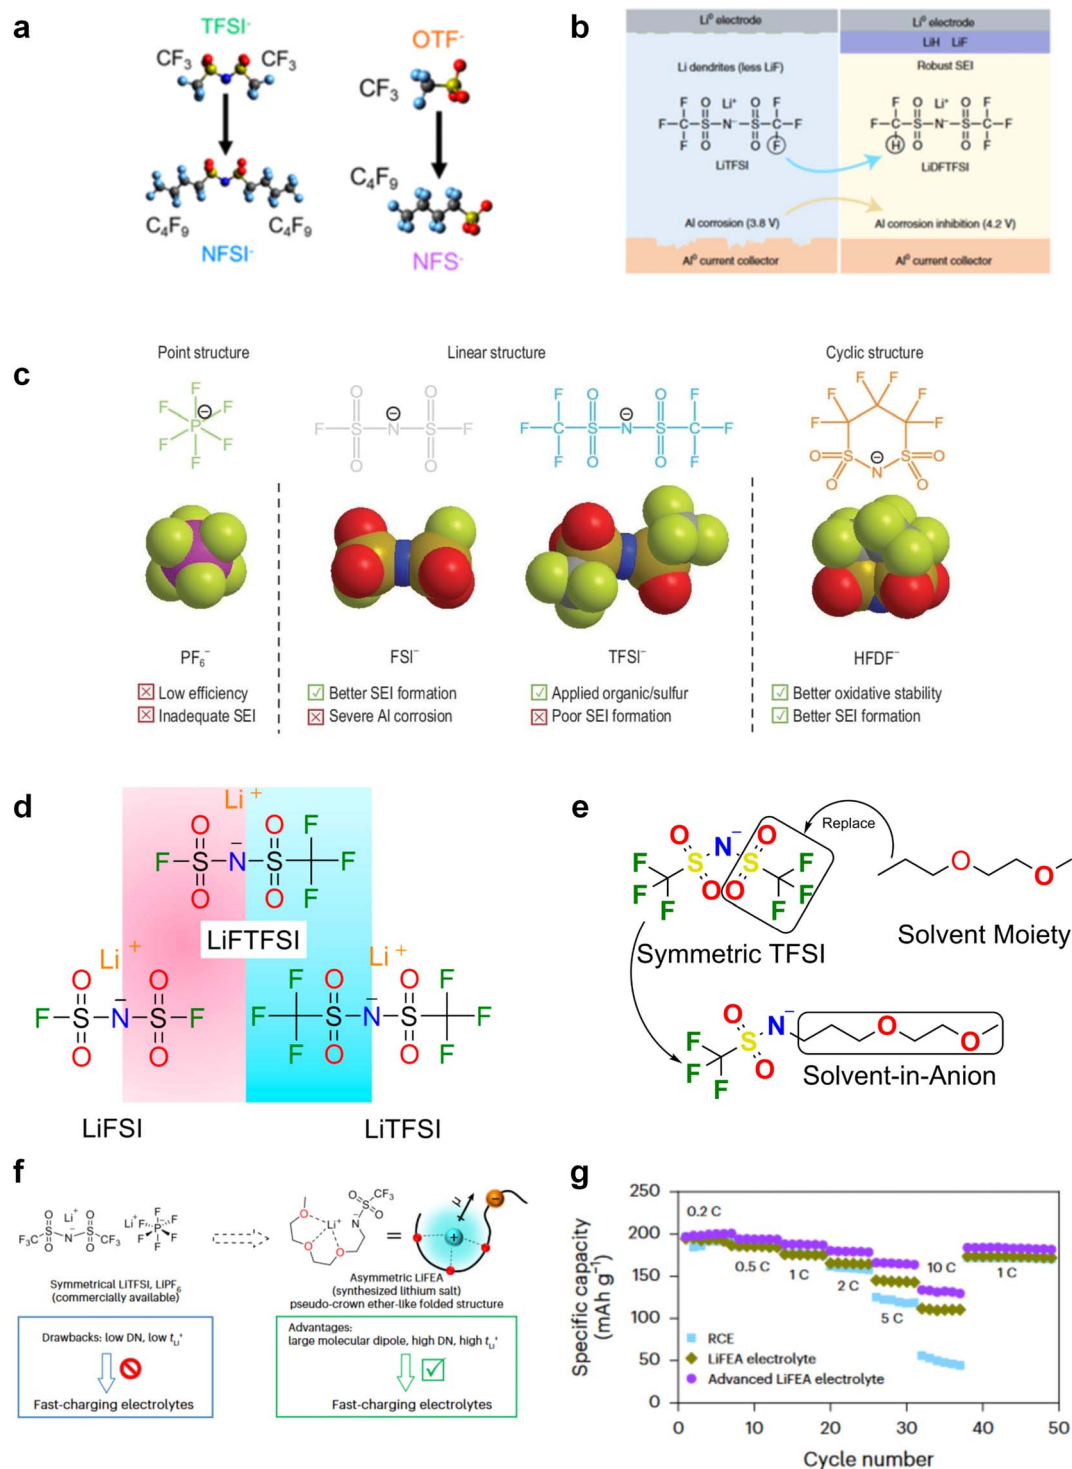 a
TFSI⁻
CF₃
CF₃
C₄F₉
C₄F₉
NFSI⁻
OTF⁻
CF₃
C₄F₉
NFS⁻
b
Li⁰ electrode
Li dendrites (less LiF)
F O Li⁺ O F
F–C–S–N⁻–S–C–F
F O O F
LiTFSI
Al corrosion (3.8 V)
Al⁰ current collector
Li⁰ electrode
LiH LiF
Robust SEI
F O Li⁺ O F
F–C–S–N⁻–S–C–F
H O O F
LiDFTFSI
Al corrosion inhibition (4.2 V)
Al⁰ current collector
c
Point structure
Linear structure
Cyclic structure
F
F F
P ⊖
F F
F
O O
F S N ⊖ S F
O O
F O O F
F C S N ⊖ S C F
F O O F
F F
F F
F F
O S S O
O N ⊖ O
PF₆⁻
Low efficiency
Inadequate SEI
FSI⁻
Better SEI formation
Severe Al corrosion
TFSI⁻
Applied organic/sulfur
Poor SEI formation
HFDF⁻
Better oxidative stability
Better SEI formation
d
Li ⁺
O O F
F S N⁻ S F
O O F
LiFTFSI
Li ⁺
O O
F S N⁻ S F
O O
LiFSI
Li ⁺
F O O F
F S N⁻ S F
F O O F
LiTFSI
e
O N⁻ O
F S S F
F F O O F F
Symmetric TFSI
Replace
O O
Solvent Moiety
O N⁻ O O
F S
F F O
Solvent-in-Anion
f
Li⁺
O O
F₃C S N⁻ S CF₃
O O
Li⁺ F F F
P⁻
F F F
Symmetrical LiTFSI, LiPF₆
(commercially available)
Drawbacks: low DN, low t_Li⁺
Fast-charging electrolytes
O
O S CF₃
O N⁻
Li⁺
O O
=
μ
+
−
Asymmetric LiFEA
(synthesized lithium salt)
pseudo-crown ether-like folded structure
Advantages:
large molecular dipole, high DN, high t_Li⁺
Fast-charging electrolytes
g
Specific capacity
(mAh g⁻¹)
250
200
150
100
50
0
0.2 C
0.5 C
1 C
2 C
5 C
10 C
1 C
RCE
LiFEA electrolyte
Advanced LiFEA electrolyte
0 10 20 30 40 50
Cycle number